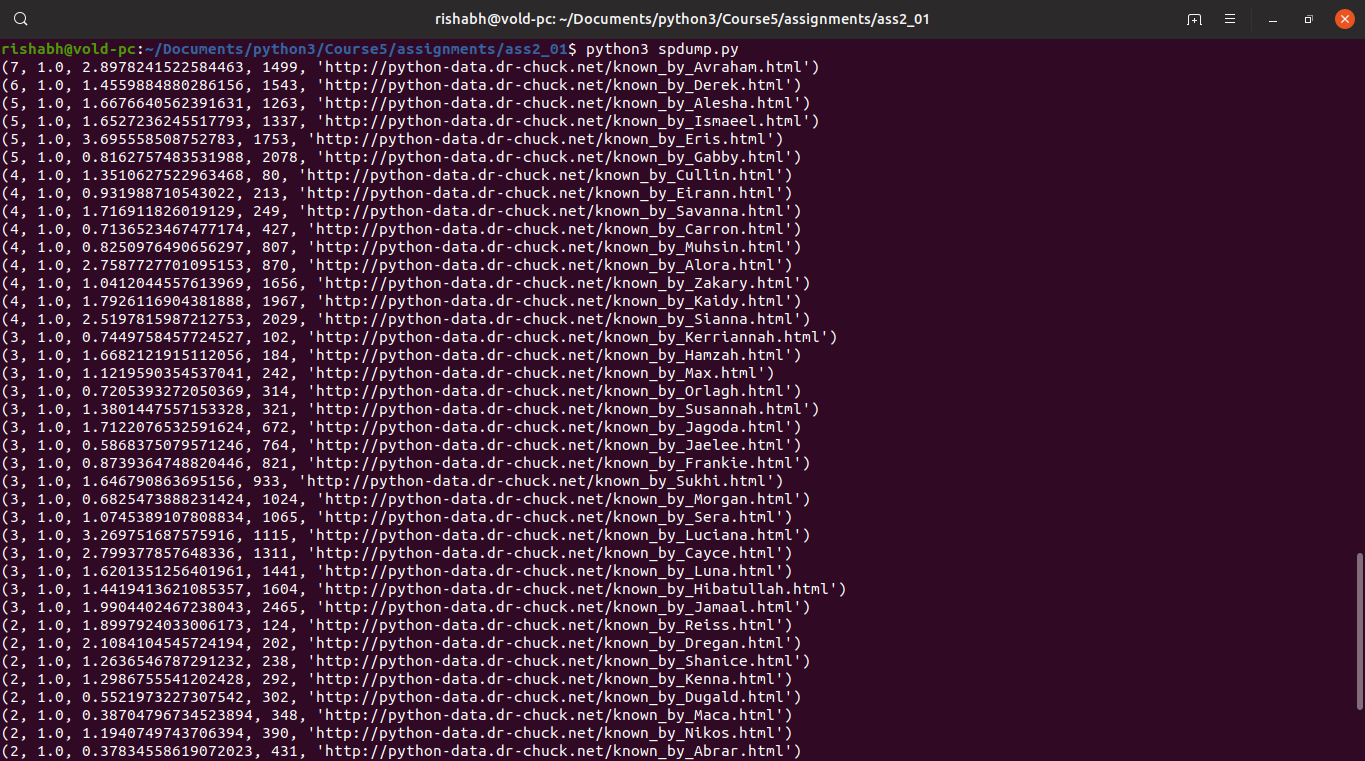 rishabh@vold-pc: ~/Documents/python3/Course5/assignments/ass2_01
rishabh@vold-pc:~/Documents/python3/Course5/assignments/ass2_01$ python3 spdump.py
(7, 1.0, 2.8978241522584463, 1499, 'http://python-data.dr-chuck.net/known_by_Avraham.html')
(6, 1.0, 1.4559884880286156, 1543, 'http://python-data.dr-chuck.net/known_by_Derek.html')
(5, 1.0, 1.6676640562391631, 1263, 'http://python-data.dr-chuck.net/known_by_Alesha.html')
(5, 1.0, 1.6527236245517793, 1337, 'http://python-data.dr-chuck.net/known_by_Ismaeel.html')
(5, 1.0, 3.695558508752783, 1753, 'http://python-data.dr-chuck.net/known_by_Eris.html')
(5, 1.0, 0.8162757483531988, 2078, 'http://python-data.dr-chuck.net/known_by_Gabby.html')
(4, 1.0, 1.3510627522963468, 80, 'http://python-data.dr-chuck.net/known_by_Cullin.html')
(4, 1.0, 0.931988710543022, 213, 'http://python-data.dr-chuck.net/known_by_Eirann.html')
(4, 1.0, 1.716911826019129, 249, 'http://python-data.dr-chuck.net/known_by_Savanna.html')
(4, 1.0, 0.7136523467477174, 427, 'http://python-data.dr-chuck.net/known_by_Carron.html')
(4, 1.0, 0.8250976490656297, 807, 'http://python-data.dr-chuck.net/known_by_Muhsin.html')
(4, 1.0, 2.7587727701095153, 870, 'http://python-data.dr-chuck.net/known_by_Alora.html')
(4, 1.0, 1.0412044557613969, 1656, 'http://python-data.dr-chuck.net/known_by_Zakary.html')
(4, 1.0, 1.7926116904381888, 1967, 'http://python-data.dr-chuck.net/known_by_Kaidy.html')
(4, 1.0, 2.5197815987212753, 2029, 'http://python-data.dr-chuck.net/known_by_Sianna.html')
(3, 1.0, 0.7449758457724527, 102, 'http://python-data.dr-chuck.net/known_by_Kerriannah.html')
(3, 1.0, 1.6682121915112056, 184, 'http://python-data.dr-chuck.net/known_by_Hamzah.html')
(3, 1.0, 1.1219590354537041, 242, 'http://python-data.dr-chuck.net/known_by_Max.html')
(3, 1.0, 0.7205393272050369, 314, 'http://python-data.dr-chuck.net/known_by_Orlagh.html')
(3, 1.0, 1.3801447557153328, 321, 'http://python-data.dr-chuck.net/known_by_Susannah.html')
(3, 1.0, 1.7122076532591624, 672, 'http://python-data.dr-chuck.net/known_by_Jagoda.html')
(3, 1.0, 0.5868375079571246, 764, 'http://python-data.dr-chuck.net/known_by_Jaelee.html')
(3, 1.0, 0.8739364748820446, 821, 'http://python-data.dr-chuck.net/known_by_Frankie.html')
(3, 1.0, 1.646790863695156, 933, 'http://python-data.dr-chuck.net/known_by_Sukhi.html')
(3, 1.0, 0.6825473888231424, 1024, 'http://python-data.dr-chuck.net/known_by_Morgan.html')
(3, 1.0, 1.0745389107808834, 1065, 'http://python-data.dr-chuck.net/known_by_Sera.html')
(3, 1.0, 3.269751687575916, 1115, 'http://python-data.dr-chuck.net/known_by_Luciana.html')
(3, 1.0, 2.799377857648336, 1311, 'http://python-data.dr-chuck.net/known_by_Cayce.html')
(3, 1.0, 1.6201351256401961, 1441, 'http://python-data.dr-chuck.net/known_by_Luna.html')
(3, 1.0, 1.4419413621085357, 1604, 'http://python-data.dr-chuck.net/known_by_Hibatullah.html')
(3, 1.0, 1.9904402467238043, 2465, 'http://python-data.dr-chuck.net/known_by_Jamaal.html')
(2, 1.0, 1.8997924033006173, 124, 'http://python-data.dr-chuck.net/known_by_Reiss.html')
(2, 1.0, 2.1084104545724194, 202, 'http://python-data.dr-chuck.net/known_by_Dregan.html')
(2, 1.0, 1.2636546787291232, 238, 'http://python-data.dr-chuck.net/known_by_Shanice.html')
(2, 1.0, 1.2986755541202428, 292, 'http://python-data.dr-chuck.net/known_by_Kenna.html')
(2, 1.0, 0.5521973227307542, 302, 'http://python-data.dr-chuck.net/known_by_Dugald.html')
(2, 1.0, 0.38704796734523894, 348, 'http://python-data.dr-chuck.net/known_by_Maca.html')
(2, 1.0, 1.1940749743706394, 390, 'http://python-data.dr-chuck.net/known_by_Nikos.html')
(2, 1.0, 0.37834558619072023, 431, 'http://python-data.dr-chuck.net/known_by_Abrar.html')